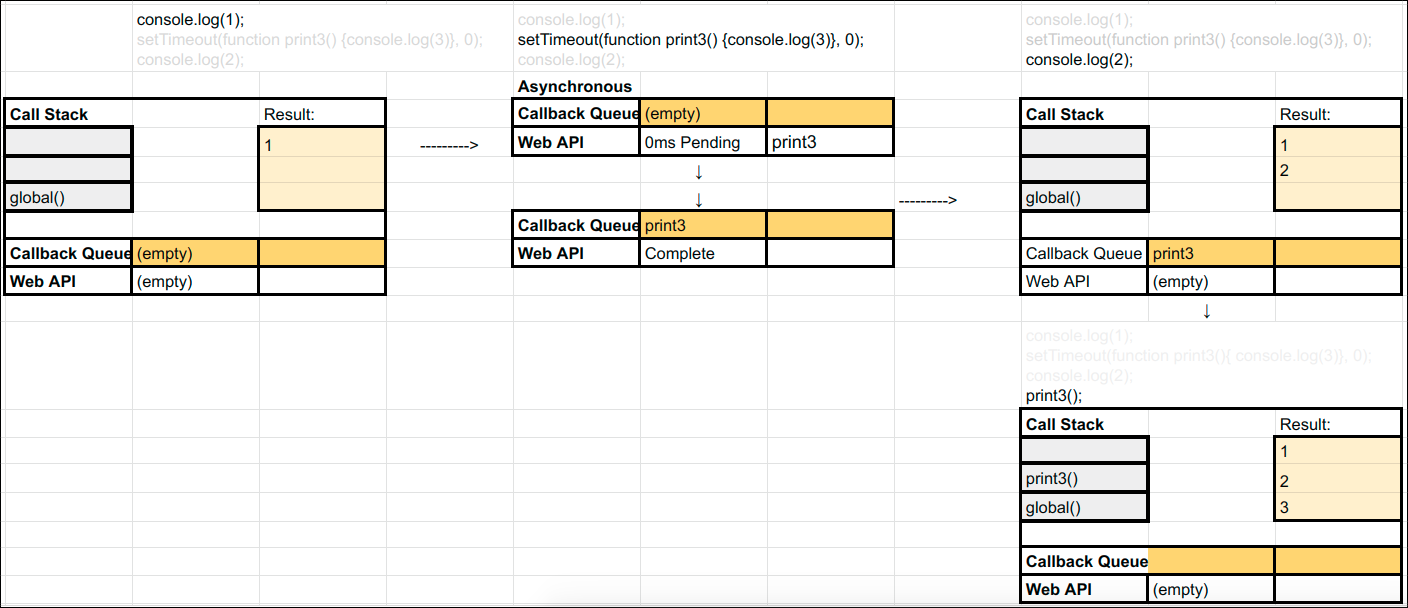 console.log(1);
setTimeout(function print3() {console.log(3)}, 0);
console.log(2);
Call Stack
Result:
1
global()
Callback Queue
(empty)
Web API
(empty)
--------->
console.log(1);
setTimeout(function print3() {console.log(3)}, 0);
console.log(2);
Asynchronous
Callback Queue
(empty)
Web API
0ms Pending
print3
↓
↓
Callback Queue
print3
Web API
Complete
--------->
console.log(1);
setTimeout(function print3() {console.log(3)}, 0);
console.log(2);
Call Stack
Result:
1
2
global()
Callback Queue
print3
Web API
(empty)
↓
console.log(1);
setTimeout(function print3(){ console.log(3)}, 0);
console.log(2);
print3();
Call Stack
Result:
1
print3()
2
global()
3
Callback Queue
Web API
(empty)